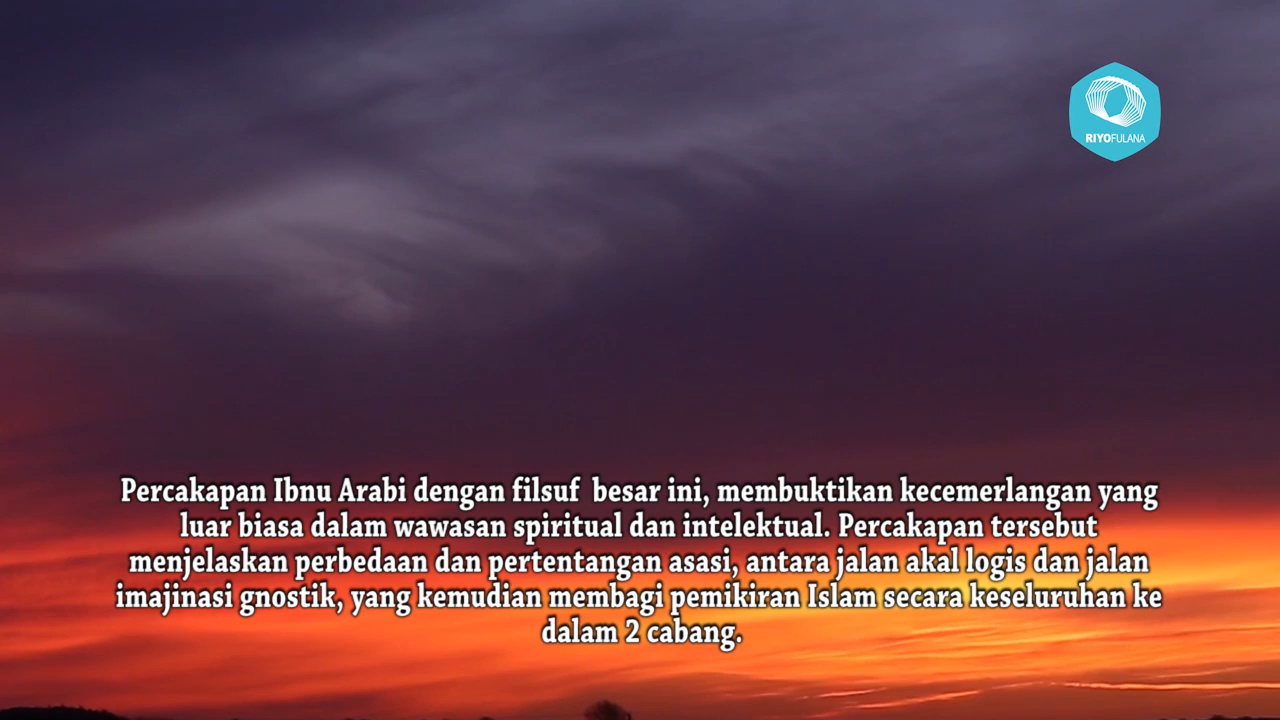 RIYOFULANA
Percakapan Ibnu Arabi dengan filsuf  besar ini, membuktikan kecemerlangan yang
luar biasa dalam wawasan spiritual dan intelektual. Percakapan tersebut
menjelaskan perbedaan dan pertentangan asasi, antara jalan akal logis dan jalan
imajinasi gnostik, yang kemudian membagi pemikiran Islam secara keseluruhan ke
dalam 2 cabang.